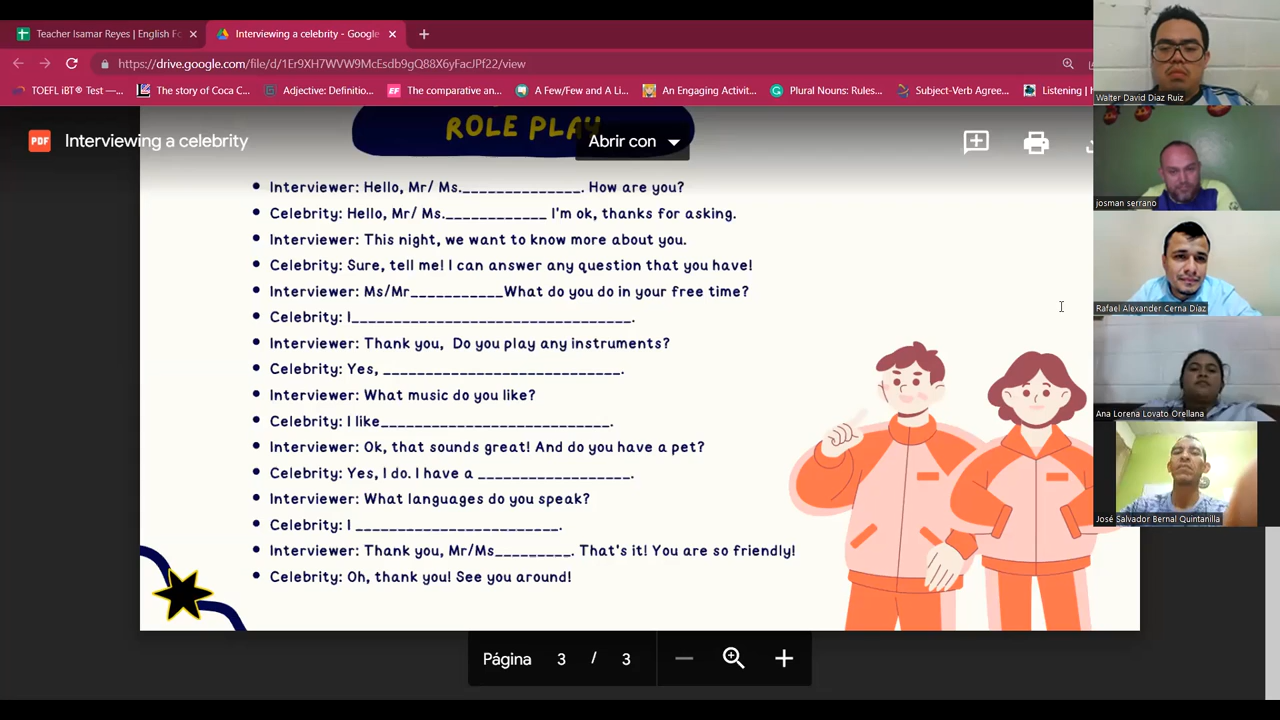 Teacher Isamar Reyes | English Fo
Interviewing a celebrity - Google
https://drive.google.com/file/d/1Er9XH7WVW9McEsdb9gQ88X6yFacJPf22/view
TOEFL iBT® Test —...
The story of Coca C...
Adjective: Definitio...
The comparative an...
A Few/Few and A Li...
An Engaging Activit...
Plural Nouns: Rules...
Subject-Verb Agree...
Listening |
PDF
Interviewing a celebrity
ROLE PLAY
Abrir con
Interviewer: Hello, Mr/ Ms.______________. How are you?
Celebrity: Hello, Mr/ Ms.____________ I'm ok, thanks for asking.
Interviewer: This night, we want to know more about you.
Celebrity: Sure, tell me! I can answer any question that you have!
Interviewer: Ms/Mr___________What do you do in your free time?
Celebrity: I_________________________________.
Interviewer: Thank you, Do you play any instruments?
Celebrity: Yes, ____________________________.
Interviewer: What music do you like?
Celebrity: I like___________________________.
Interviewer: Ok, that sounds great! And do you have a pet?
Celebrity: Yes, I do. I have a __________________.
Interviewer: What languages do you speak?
Celebrity: I ________________________.
Interviewer: Thank you, Mr/Ms_________. That's it! You are so friendly!
Celebrity: Oh, thank you! See you around!
Página 3 / 3
Walter David Diaz Ruiz
josman serrano
Rafael Alexander Cerna Díaz
Ana Lorena Lovato Orellana
José Salvador Bernal Quintanilla